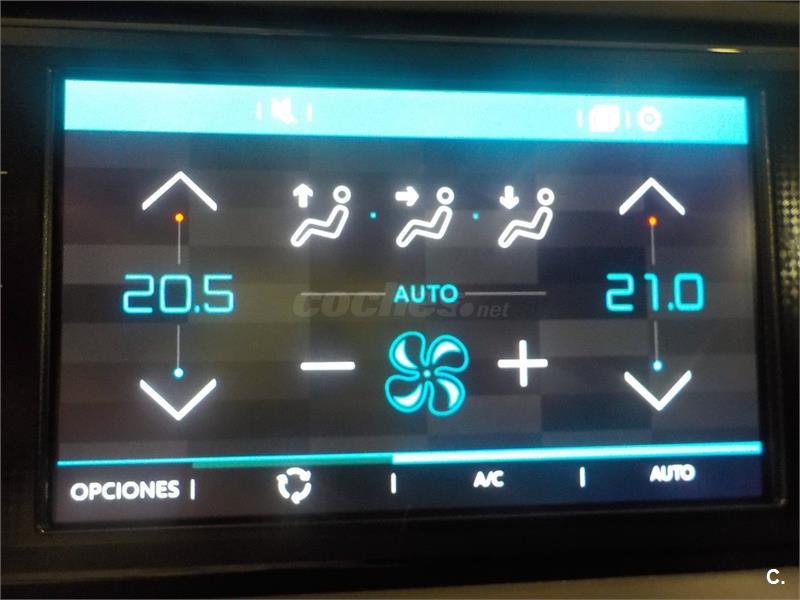 20.5
AUTO
21.0
coches.net
OPCIONES
A/C
AUTO
C.